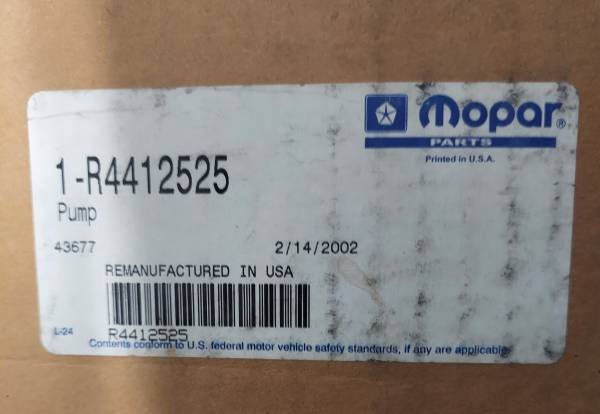 Mopar®
PARTS
Printed in U.S.A.
1-R4412525
Pump
43677 2/14/2002
REMANUFACTURED IN USA
L-24 R4412525
Contents conform to U.S. federal motor vehicle safety standards, if any are applicable